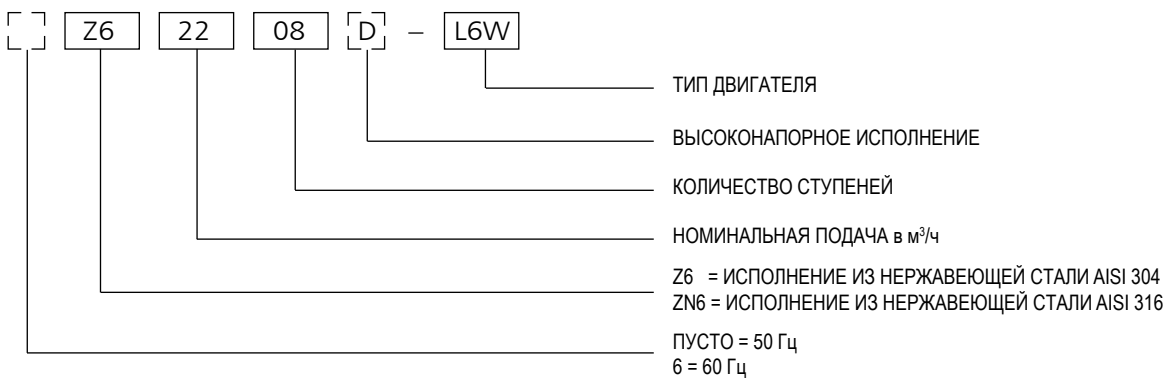 Z6 22 08 D – L6W
ТИП ДВИГАТЕЛЯ
ВЫСОКОНАПОРНОЕ ИСПОЛНЕНИЕ
КОЛИЧЕСТВО СТУПЕНЕЙ
НОМИНАЛЬНАЯ ПОДАЧА в м³/ч
Z6 = ИСПОЛНЕНИЕ ИЗ НЕРЖАВЕЮЩЕЙ СТАЛИ AISI 304
ZN6 = ИСПОЛНЕНИЕ ИЗ НЕРЖАВЕЮЩЕЙ СТАЛИ AISI 316
ПУСТО = 50 Гц
6 = 60 Гц